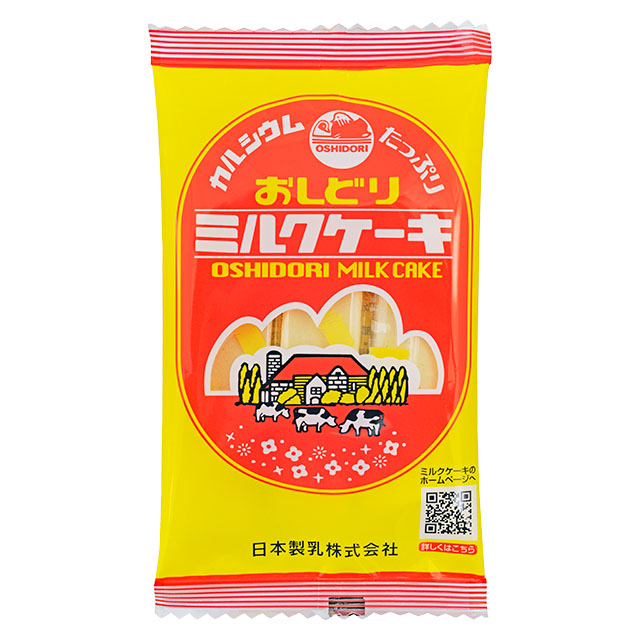 カルシウム
たっぷり
OSHIDORI
おしどり
ミルクケーキ
OSHIDORI MILK CAKE
ミルクケーキの
ホームページへ
詳しくはこちら
日本製乳株式会社